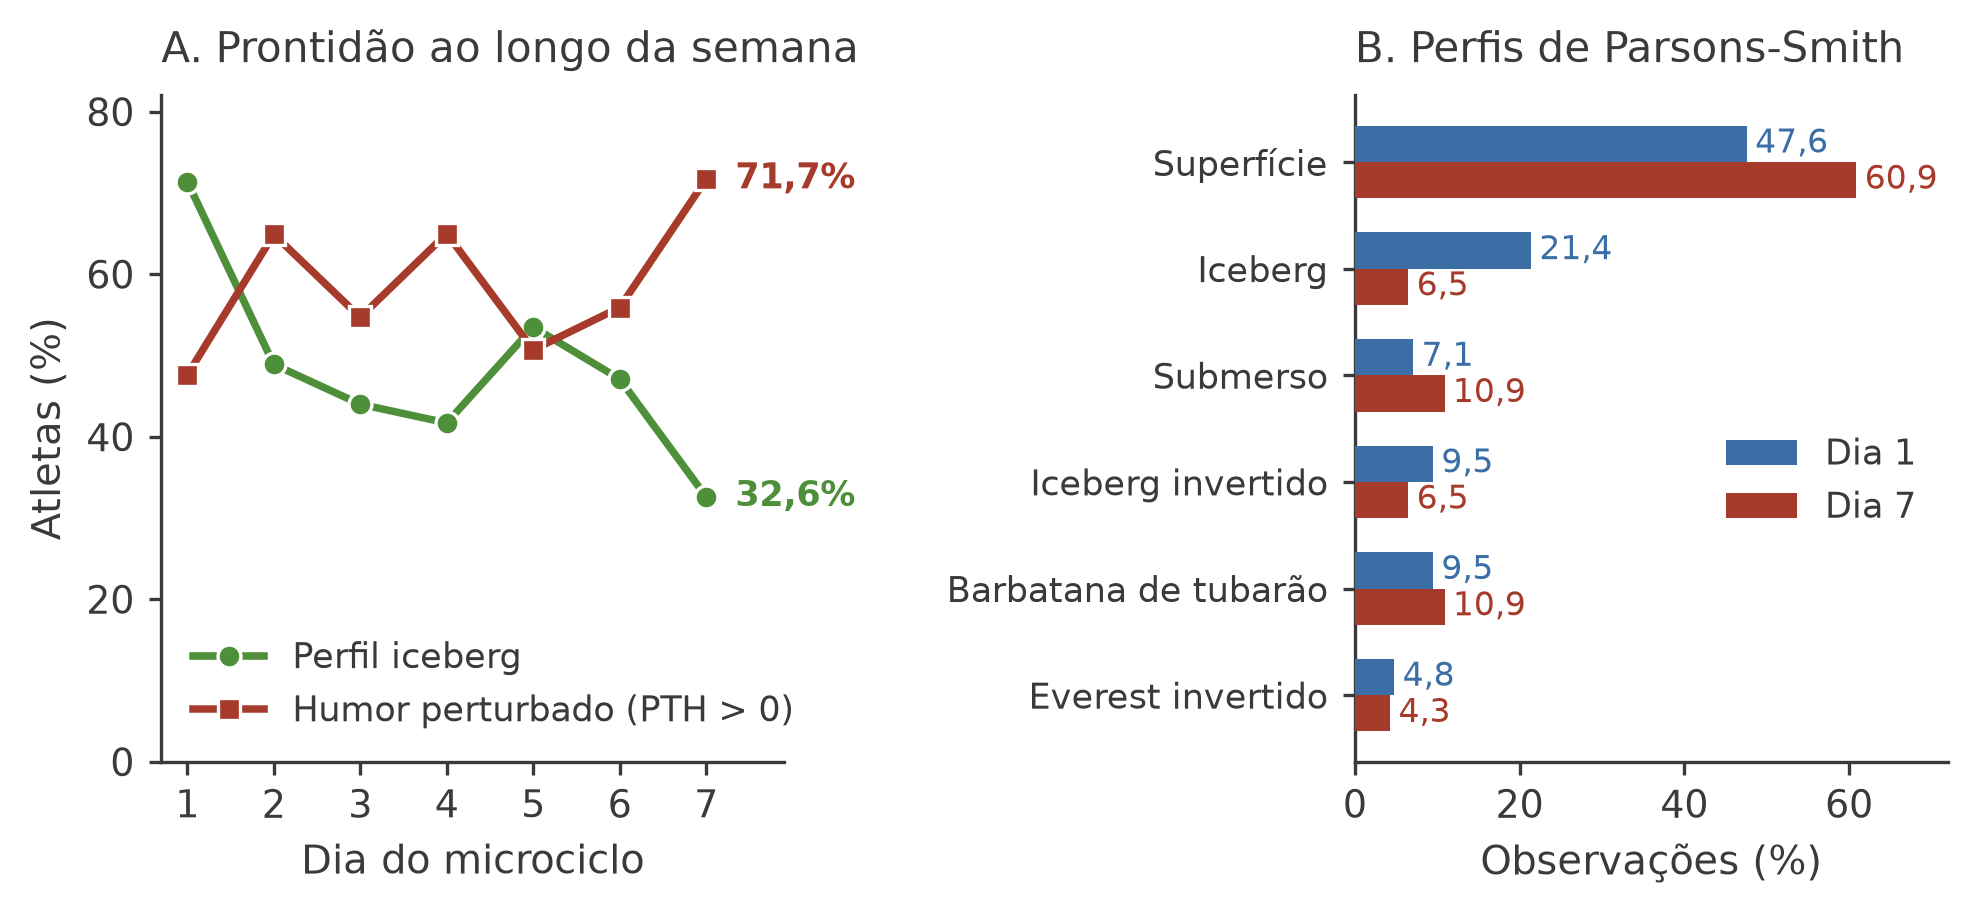 A. Prontidão ao longo da semana
Atletas (%)
80
60
40
20
0
71,7%
32,6%
Perfil iceberg
Humor perturbado (PTH > 0)
1 2 3 4 5 6 7
Dia do microciclo
B. Perfis de Parsons-Smith
Superfície
47,6
60,9
Iceberg
21,4
6,5
Submerso
7,1
10,9
Iceberg invertido
9,5
6,5
Barbatana de tubarão
9,5
10,9
Everest invertido
4,8
4,3
Dia 1
Dia 7
0 20 40 60
Observações (%)